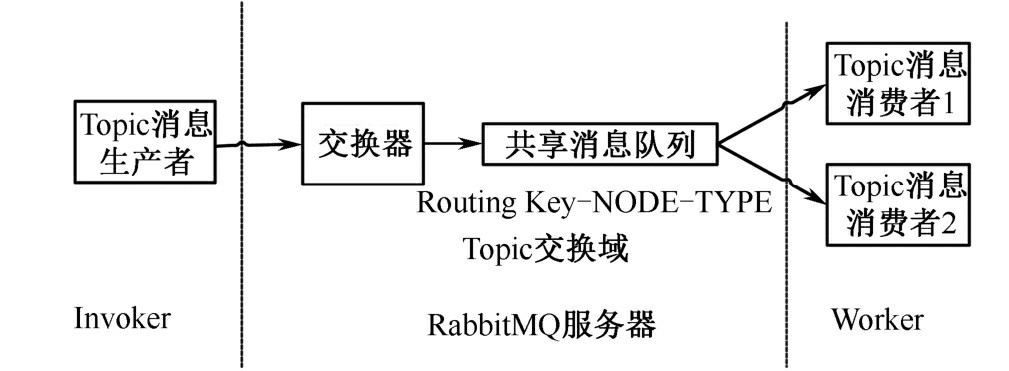 Topic消息
生产者
交换器
共享消息队列
Routing Key-NODE-TYPE
Topic交换域
Topic消息
消费者1
Topic消息
消费者2
Invoker
RabbitMQ服务器
Worker